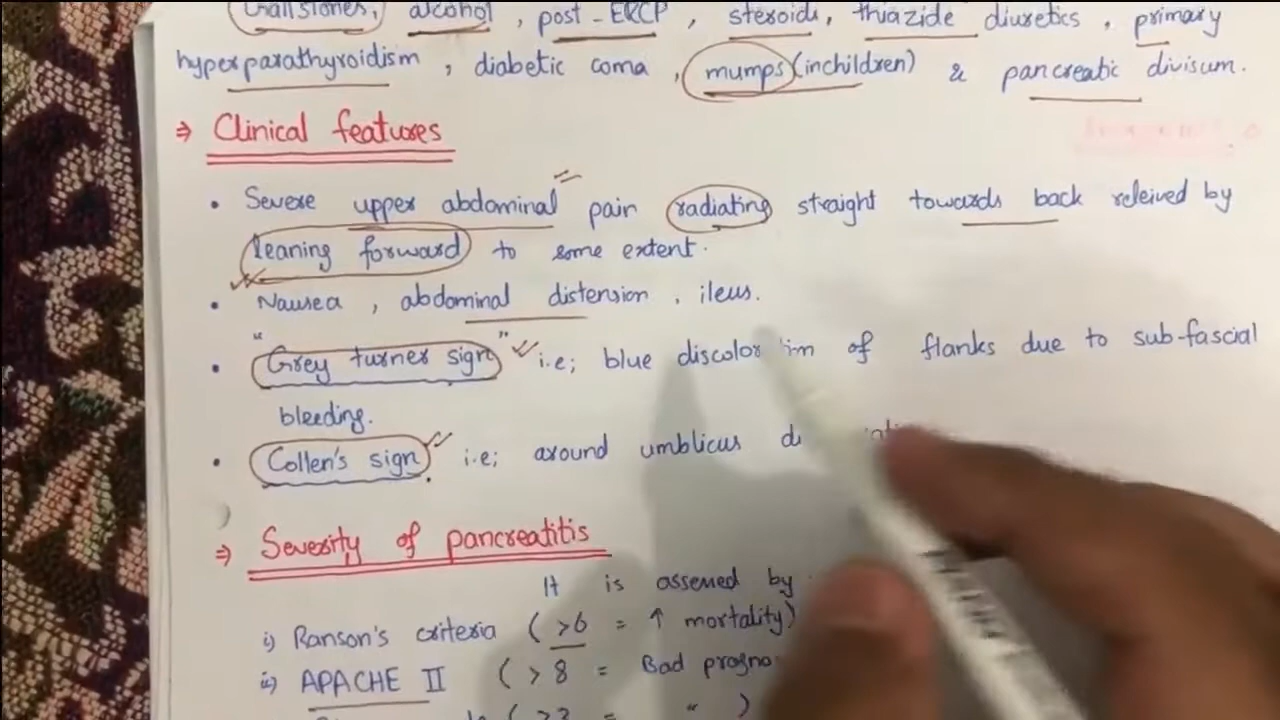 Gallstones, alcohol, post-ERCP, steroids, thiazide diuretics, primary
hyperparathyroidism, diabetic coma, mumps (in children) & pancreatic divisum.
⇒ Clinical features
• Severe upper abdominal pain radiating straight towards back releived by
leaning forward to some extent.
• Nausea, abdominal distension, ileus.
• "Grey turner sign" i.e; blue of flanks due to sub-fascial
bleeding.
• Collen's sign i.e; around umblicus
⇒ Severity of pancreatitis
It is assessed by
i) Ranson's criteria (>6 = ↑ mortality)
ii) APACHE II (>8 = Bad